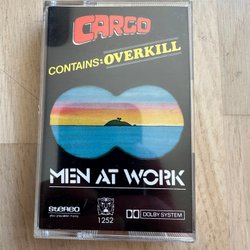 CARGO
CONTAINS: OVERKILL
MEN AT WORK
STEREO
1252
DOLBY SYSTEM